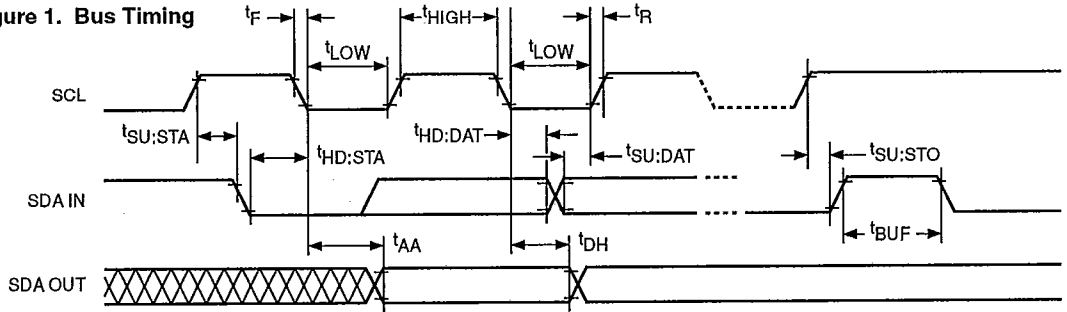 gure 1. Bus Timing
tF
tHIGH
tR
tLOW
tLOW
SCL
tSU:STA
tHD:STA
tHD:DAT
tSU:DAT
tSU:STO
SDA IN
tBUF
tAA
tDH
SDA OUT